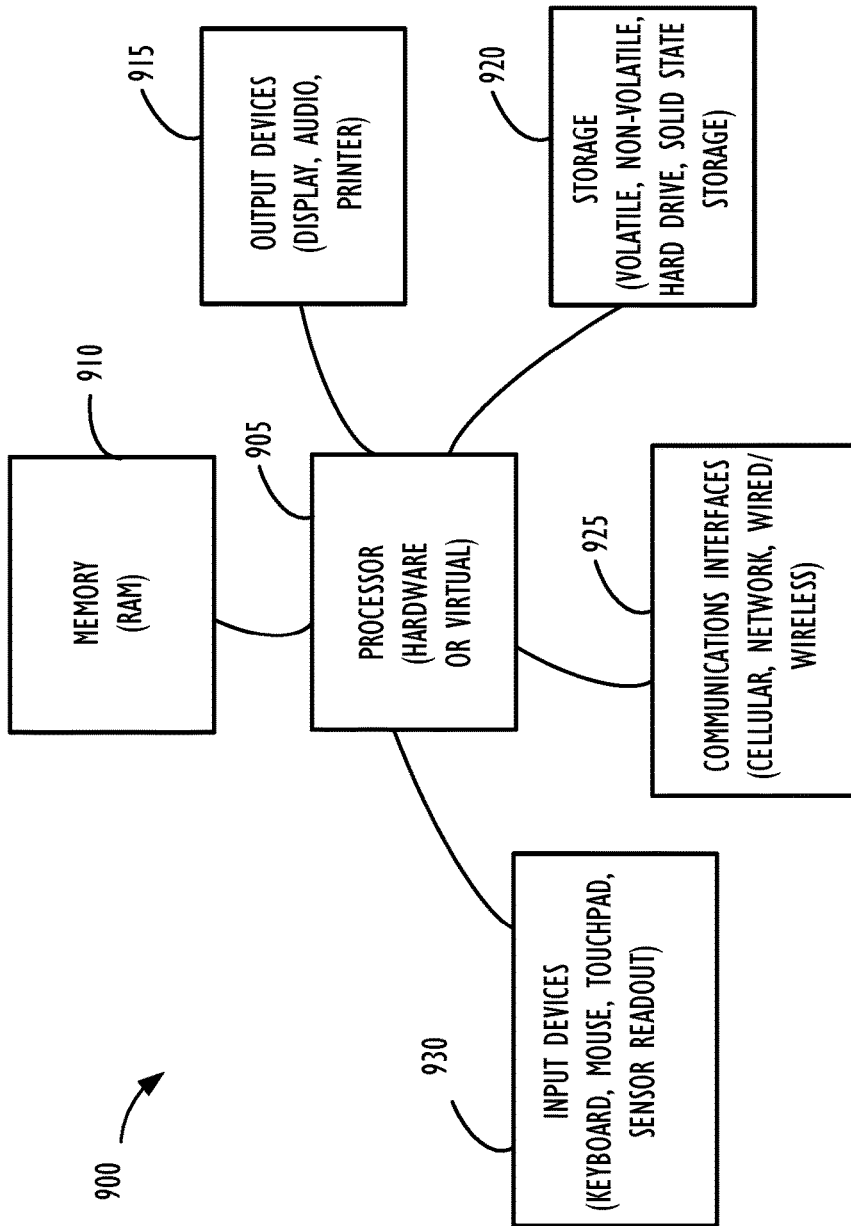 900
910
MEMORY
(RAM)
915
OUTPUT DEVICES
(DISPLAY, AUDIO,
PRINTER)
905
PROCESSOR
(HARDWARE
OR VIRTUAL)
920
STORAGE
(VOLATILE, NON-VOLATILE,
HARD DRIVE, SOLID STATE
STORAGE)
930
INPUT DEVICES
(KEYBOARD, MOUSE, TOUCHPAD,
SENSOR READOUT)
925
COMMUNICATIONS INTERFACES
(CELLULAR, NETWORK, WIRED/
WIRELESS)